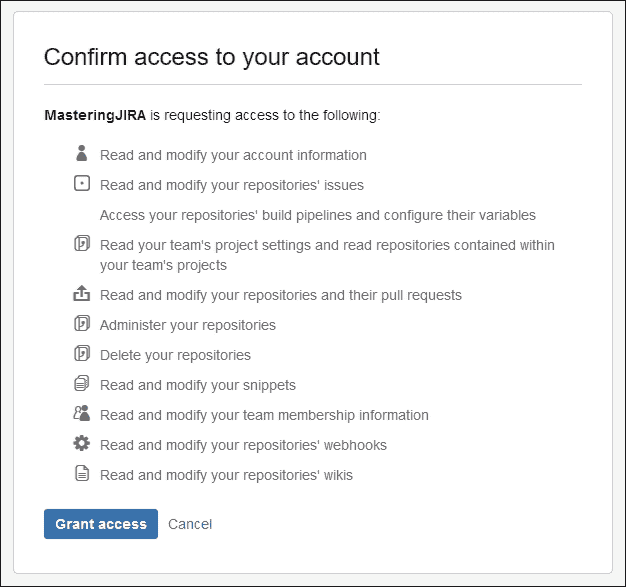 Confirm access to your account
MasteringJIRA is requesting access to the following:
Read and modify your account information
Read and modify your repositories' issues
Access your repositories' build pipelines and configure their variables
Read your team's project settings and read repositories contained within
your team's projects
Read and modify your repositories and their pull requests
Administer your repositories
Delete your repositories
Read and modify your snippets
Read and modify your team membership information
Read and modify your repositories' webhooks
Read and modify your repositories' wikis
Grant access Cancel